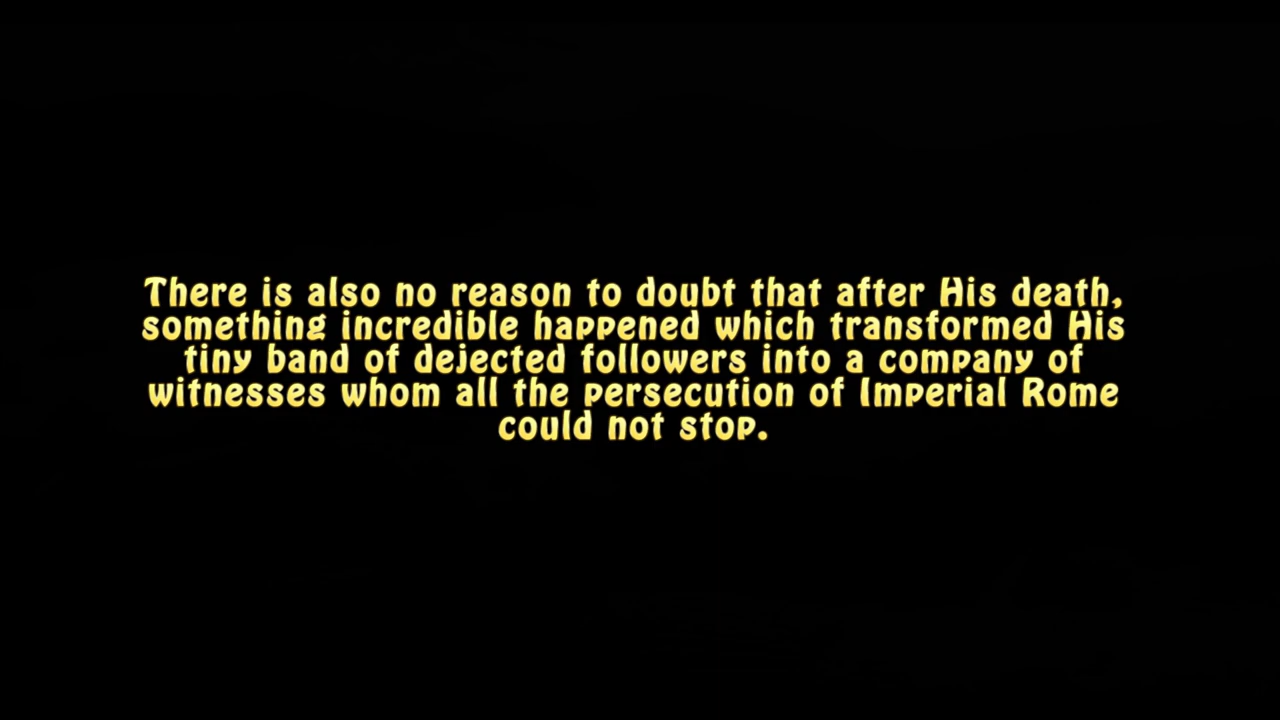 There is also no reason to doubt that after His death,
something incredible happened which transformed His
tiny band of dejected followers into a company of
witnesses whom all the persecution of Imperial Rome
could not stop.